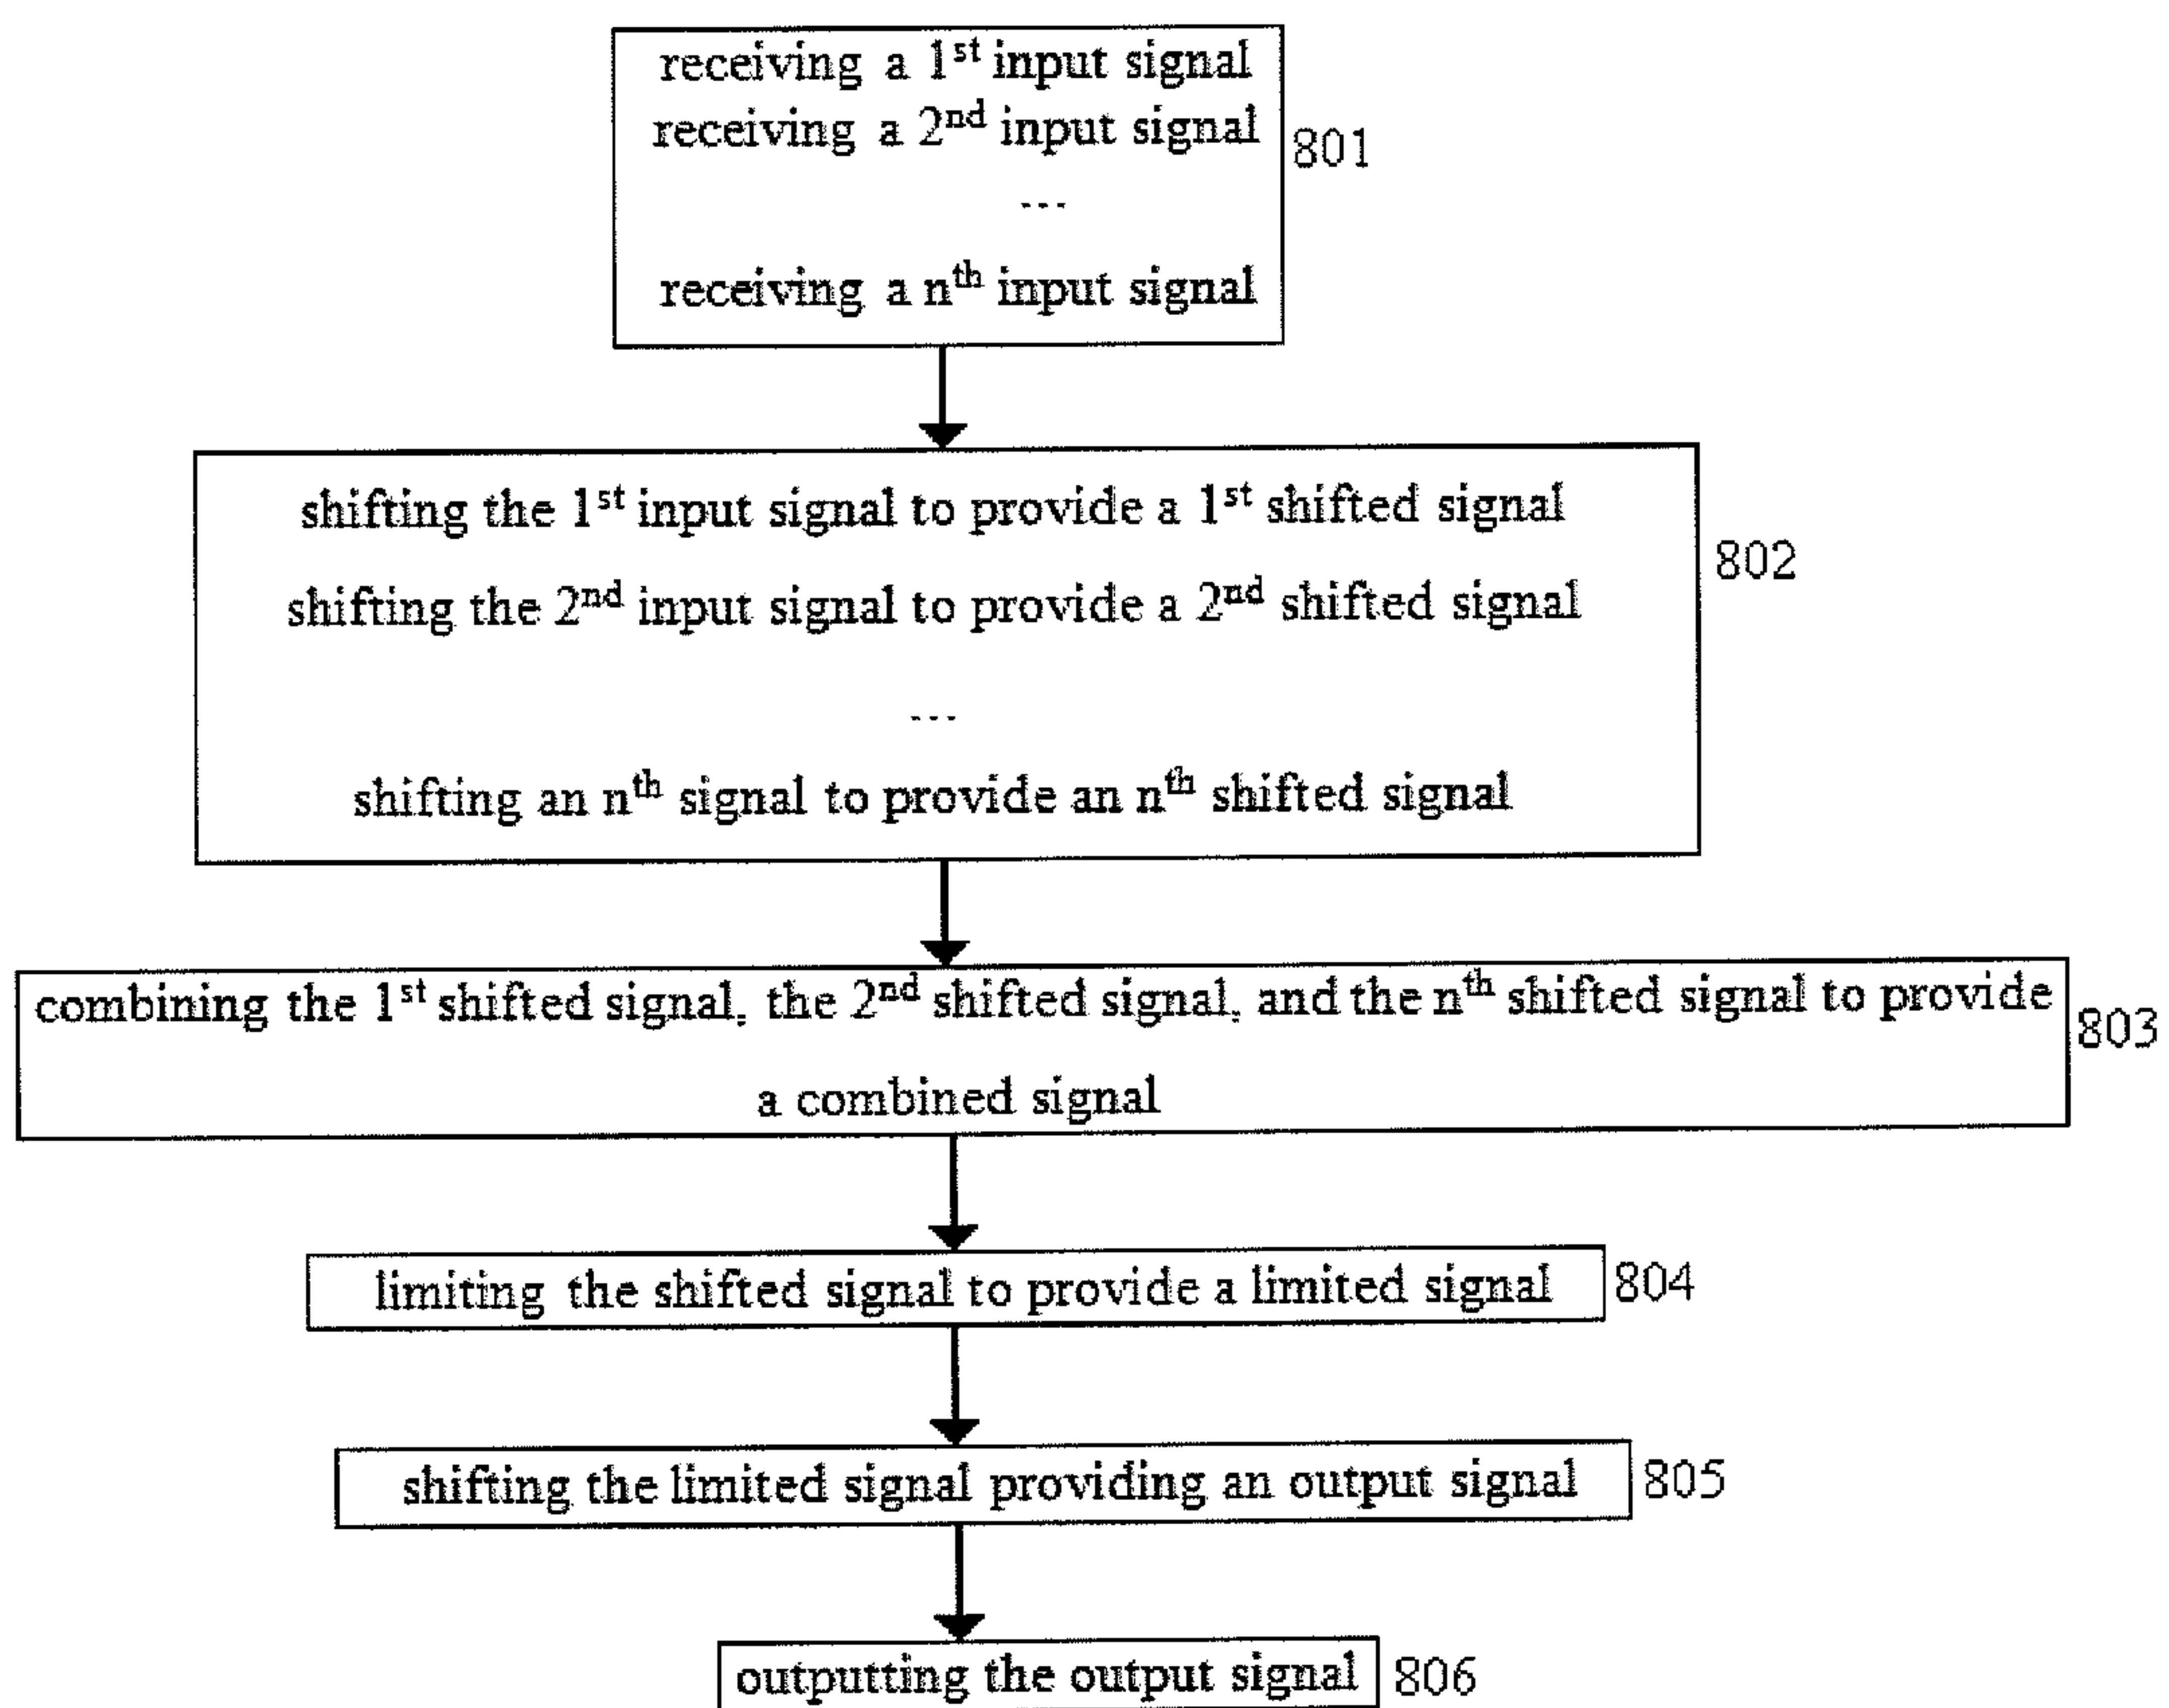 receiving a 1st input signal
receiving a 2nd input signal
801
...
receiving a nth input signal
shifting the 1st input signal to provide a 1st shifted signal
802
shifting the 2nd input signal to provide a 2nd shifted signal
...
shifting an nth signal to provide an nth shifted signal
combining the 1st shifted signal, the 2nd shifted signal, and the nth shifted signal to provide
803
a combined signal
limiting the shifted signal to provide a limited signal
804
shifting the limited signal providing an output signal
805
outputting the output signal
806